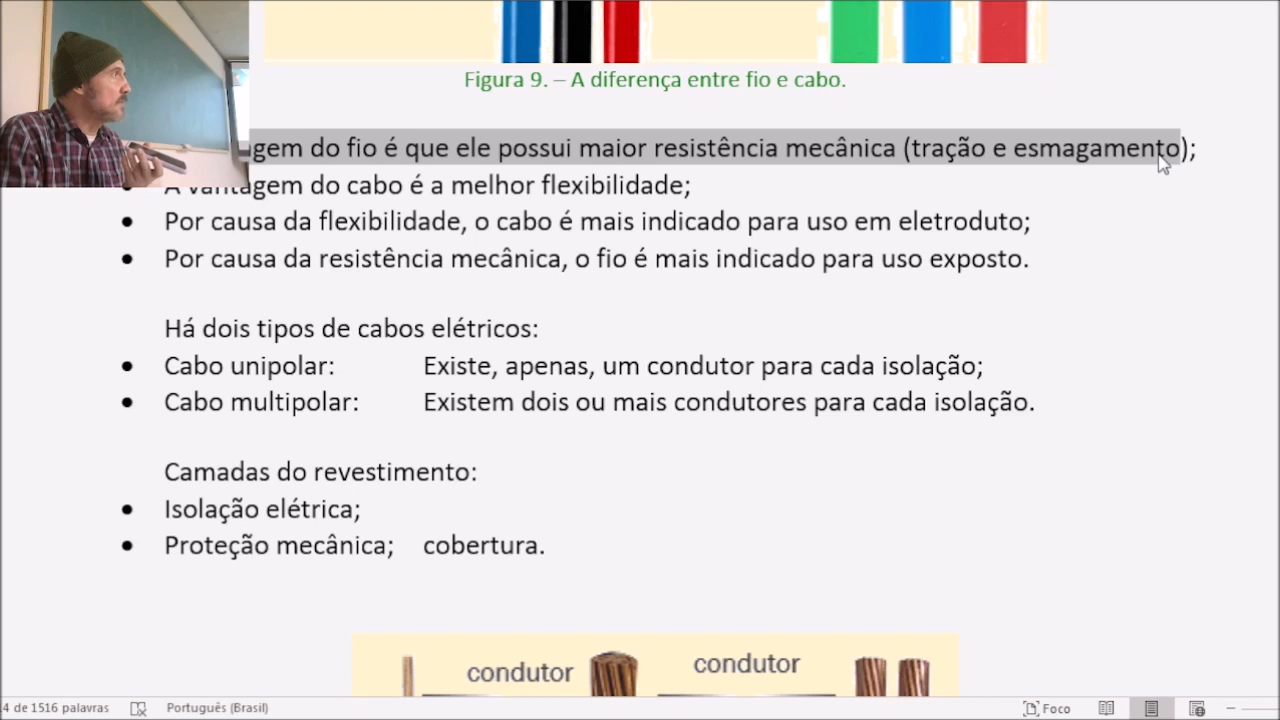 Figura 9. – A diferença entre fio e cabo.
gem do fio é que ele possui maior resistência mecânica (tração e esmagamento);
• A vantagem do cabo é a melhor flexibilidade;
• Por causa da flexibilidade, o cabo é mais indicado para uso em eletroduto;
• Por causa da resistência mecânica, o fio é mais indicado para uso exposto.
Há dois tipos de cabos elétricos:
• Cabo unipolar: Existe, apenas, um condutor para cada isolação;
• Cabo multipolar: Existem dois ou mais condutores para cada isolação.
Camadas do revestimento:
• Isolação elétrica;
• Proteção mecânica; cobertura.
condutor condutor
4 de 1516 palavras Português (Brasil) Foco